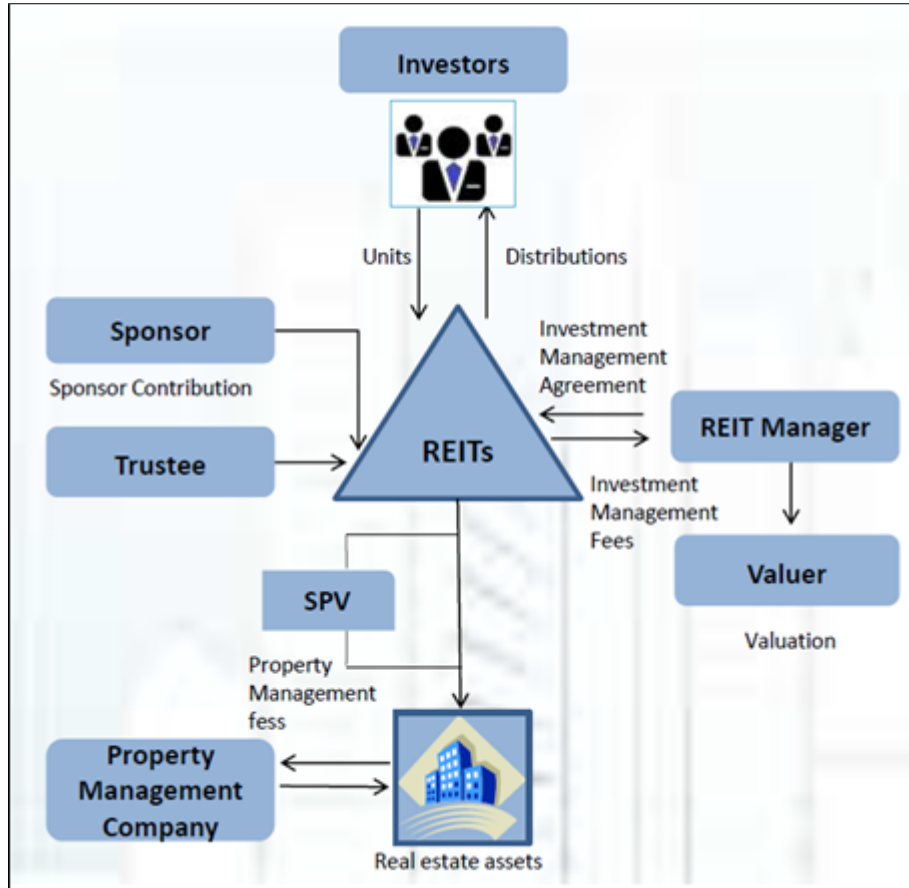 Investors
Units
Distributions
Sponsor
Sponsor Contribution
Trustee
REITs
Investment
Management
Agreement
REIT Manager
Investment
Management
Fees
Valuer
Valuation
SPV
Property
Management
fess
Property
Management
Company
Real estate assets